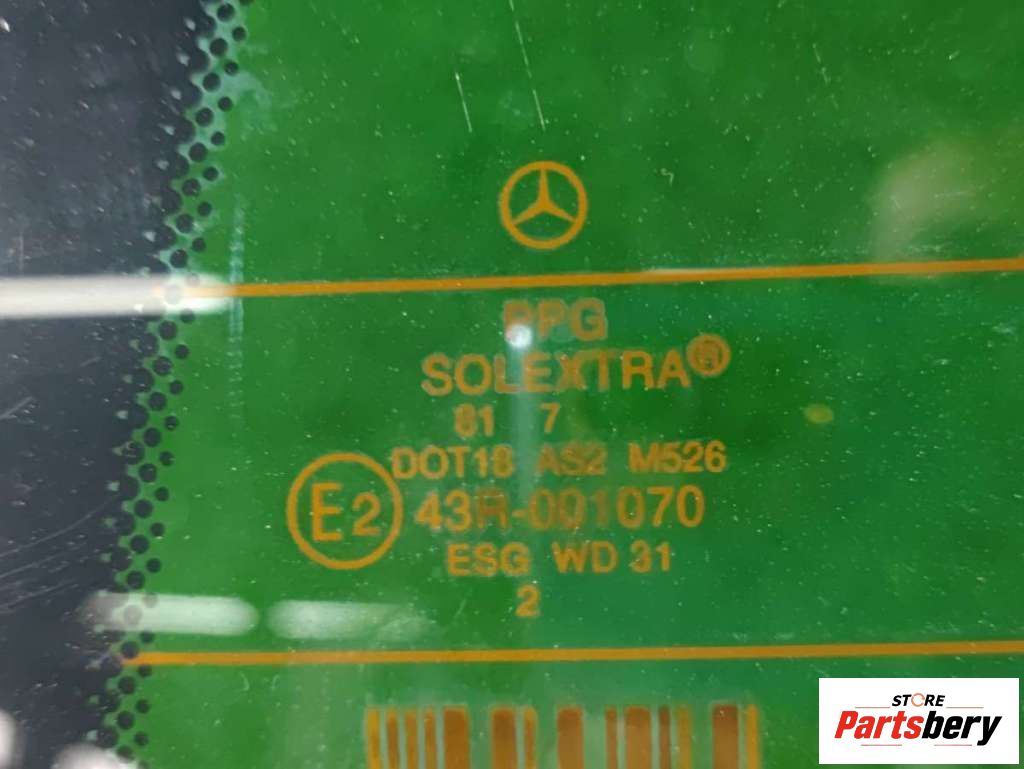 PPG
SOLEXTRA®
81 7
DOT18 AS2 M526
E2 43R-001070
ESG WD 31
2
STORE
Partsbery